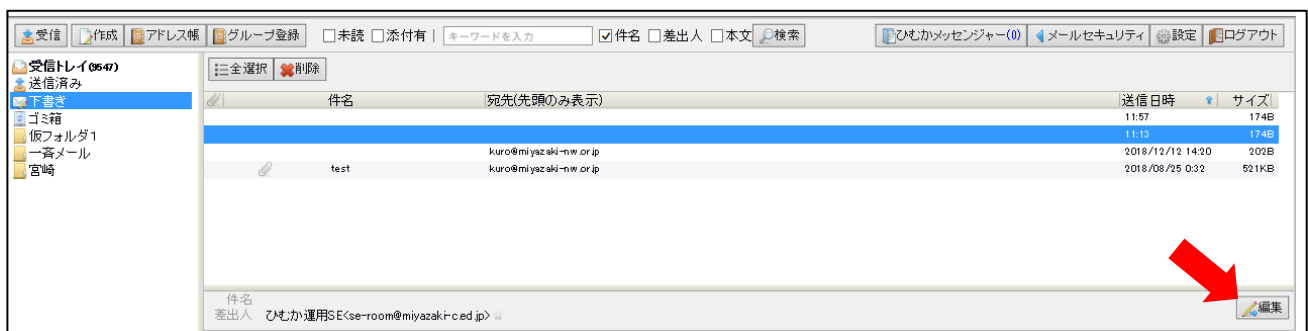 受信 作成 アドレス帳 グループ登録 未読 添付有 | キーワードを入力 件名 差出人 本文 検索 ひむかメッセンジャー(0) メールセキュリティ 設定 ログアウト
受信トレイ(9547) 全選択 削除
送信済み
下書き 件名 宛先(先頭のみ表示) 送信日時 サイズ
ゴミ箱 11:57 174B
仮フォルダ1 11:13 174B
一斉メール kuro@miyazaki-nw.or.jp 2018/12/12 14:20 202B
宮崎 test kuro@miyazaki-nw.or.jp 2018/08/25 0:32 521KB
件名
差出人 ひむか運用SE<se-room@miyazaki-c.ed.jp> 編集